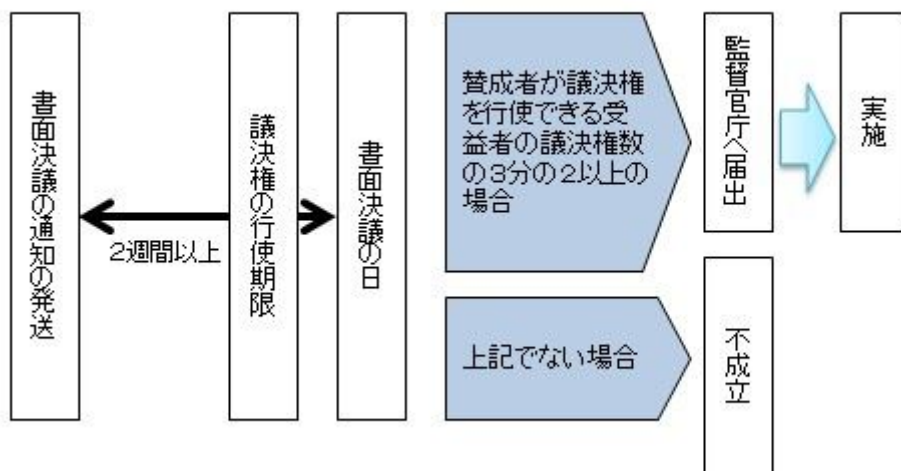 書面決議の通知の発送
2週間以上
議決権の行使期限
書面決議の日
賛成者が議決権
を行使できる受
益者の議決権数
の3分の2以上の
場合
監督官庁へ届出
実施
上記でない場合
不成立